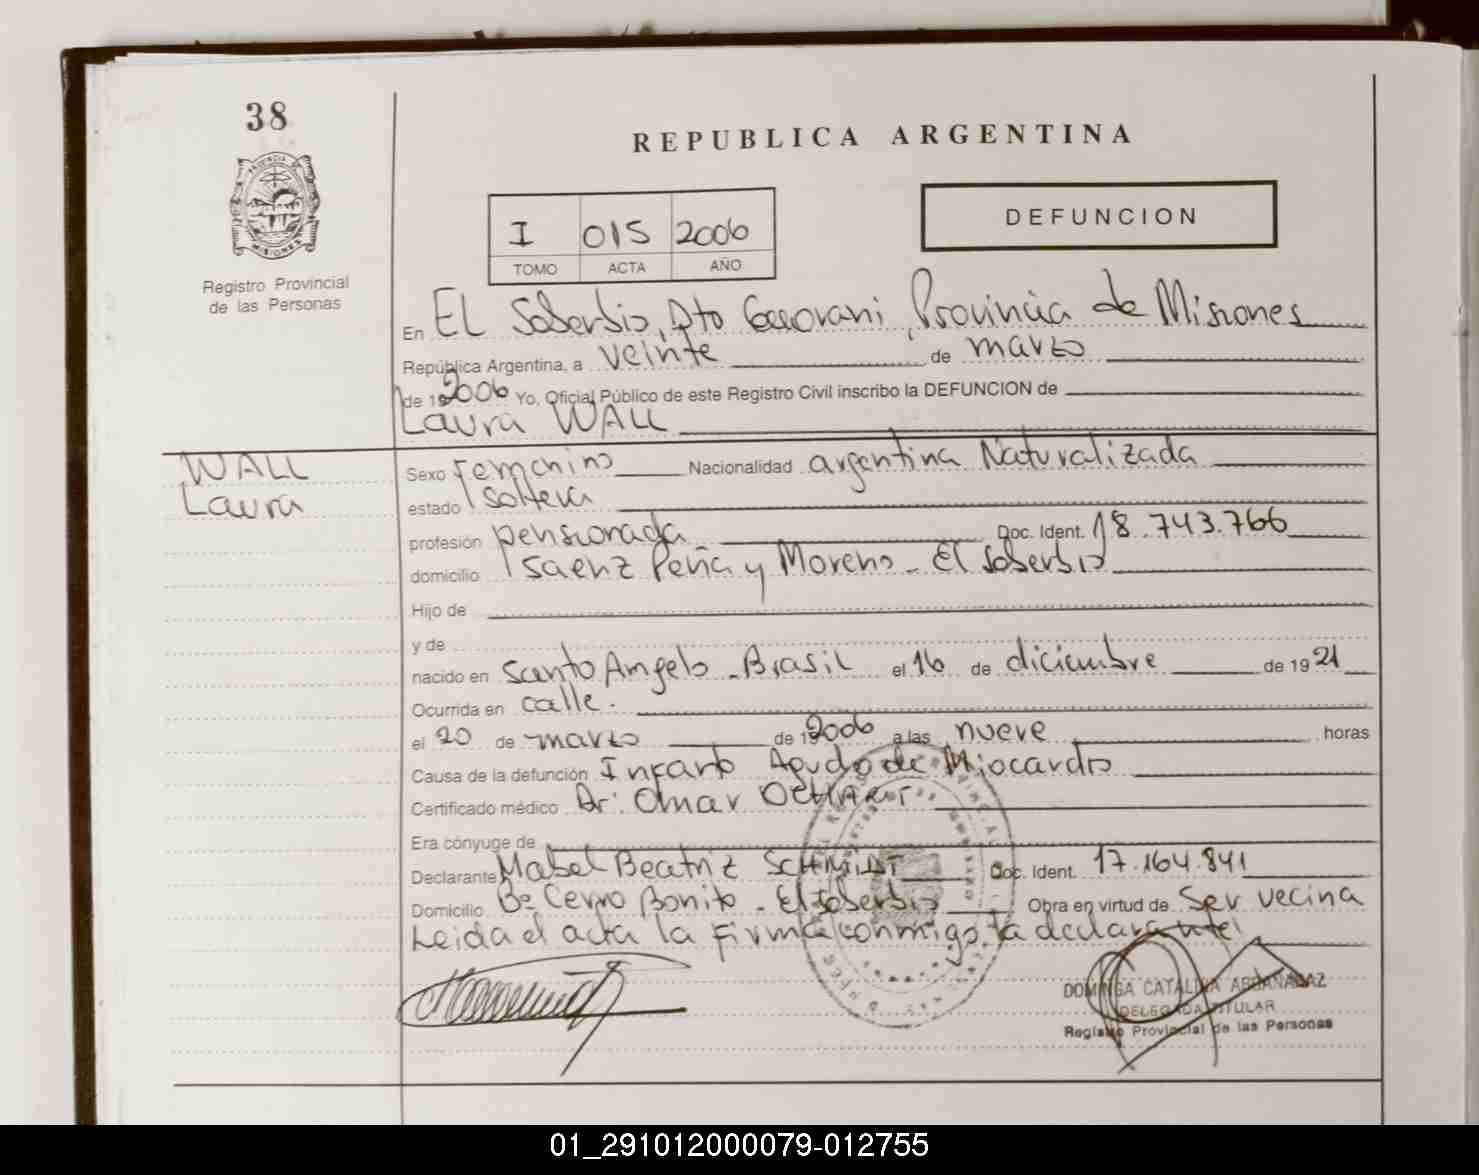 38
REPUBLICA ARGENTINA
I 015 2006
TOMO ACTA AÑO
DEFUNCION
Registro Provincial
de las Personas
En El Soberbio, Dto Guarani, Provincia de Misiones
República Argentina, a veinte de marzo
de 19 2006 Yo, Oficial Público de este Registro Civil inscribo la DEFUNCION de
Laura WALL
WALL
Laura
Sexo Femenino Nacionalidad argentina Naturalizada
estado soltera
profesión pensionada Doc. Ident. 18.743.766
domicilio Saenz Peña y Moreno - El Soberbio
Hijo de
y de
nacido en Santo Angelo - Brasil el 16 de diciembre de 19 21
Ocurrida en calle.
el 20 de marzo de 19 2006 a las nueve horas
Causa de la defunción Infarto Agudo de Miocardio
Certificado médico Dr: Omar
Era cónyuge de
Declarante Mabel Beatriz SCHMIDT Doc. Ident. 17.164.841
Domicilio Bº Cerro Bonito - El Soberbio Obra en virtud de Ser vecina
Leida el acta la firma conmigo la declarante
DOMINGA CATALINA
DELEGADA TITULAR
Registro Provincial de las Personas
01_291012000079-012755